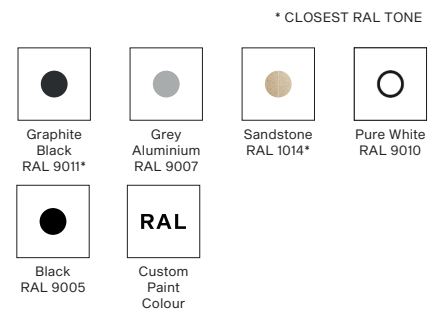 * CLOSEST RAL TONE
Graphite
Black
RAL 9011*
Grey
Aluminium
RAL 9007
Sandstone
RAL 1014*
Pure White
RAL 9010
Black
RAL 9005
RAL
Custom
Paint
Colour